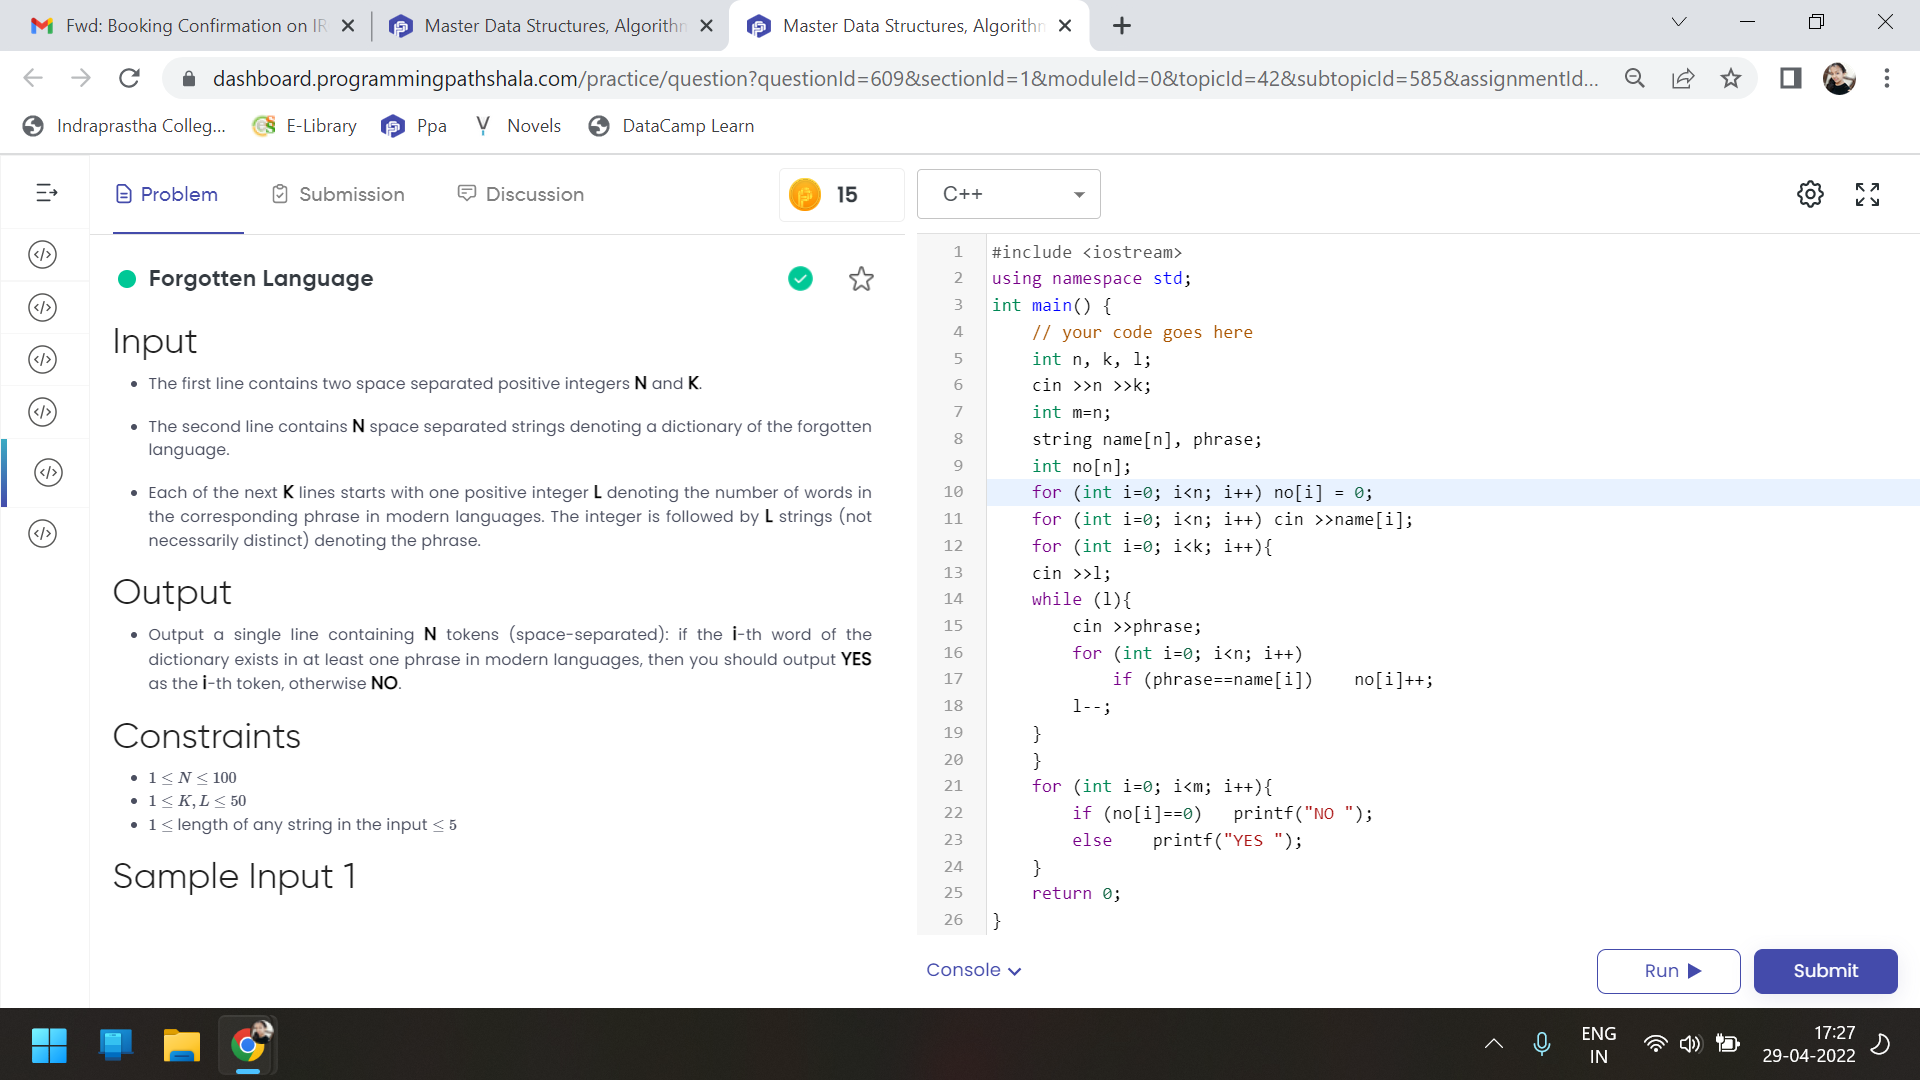 Fwd: Booking Confirmation on IR
Master Data Structures, Algorithm
Master Data Structures, Algorithm
dashboard.programmingpathshala.com/practice/question?questionId=609&sectionId=1&moduleId=0&topicId=42&subtopicId=585&assignmentId...
Indraprastha Colleg...
E-Library
Ppa
Novels
DataCamp Learn
Problem
Submission
Discussion
15
C++
Forgotten Language
Input
• The first line contains two space separated positive integers N and K.
• The second line contains N space separated strings denoting a dictionary of the forgotten
language.
• Each of the next K lines starts with one positive integer L denoting the number of words in
the corresponding phrase in modern languages. The integer is followed by L strings (not
necessarily distinct) denoting the phrase.
Output
• Output a single line containing N tokens (space-separated): if the i-th word of the
dictionary exists in at least one phrase in modern languages, then you should output YES
as the i-th token, otherwise NO.
Constraints
• 1 ≤ N ≤ 100
• 1 ≤ K, L ≤ 50
• 1 ≤ length of any string in the input ≤ 5
Sample Input 1
1 #include <iostream>
2 using namespace std;
3 int main() {
4 // your code goes here
5 int n, k, l;
6 cin >>n >>k;
7 int m=n;
8 string name[n], phrase;
9 int no[n];
10 for (int i=0; i<n; i++) no[i] = 0;
11 for (int i=0; i<n; i++) cin >>name[i];
12 for (int i=0; i<k; i++){
13 cin >>l;
14 while (l){
15 cin >>phrase;
16 for (int i=0; i<n; i++)
17 if (phrase==name[i]) no[i]++;
18 l--;
19 }
20 }
21 for (int i=0; i<m; i++){
22 if (no[i]==0) printf("NO ");
23 else printf("YES ");
24 }
25 return 0;
26 }
Console
Run
Submit
ENG
IN
17:27
29-04-2022